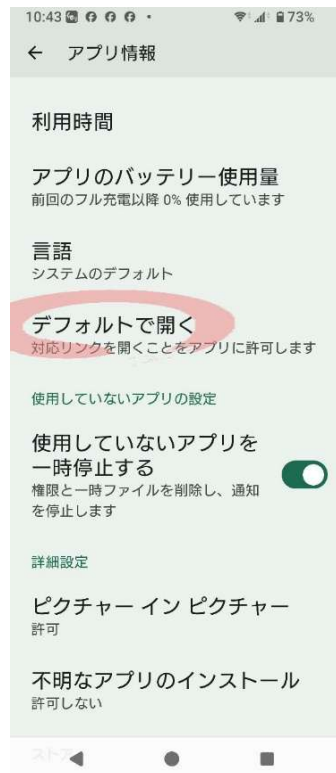 10:43 73%
アプリ情報
利用時間
アプリのバッテリー使用量
前回のフル充電以降 0% 使用しています
言語
システムのデフォルト
デフォルトで開く
対応リンクを開くことをアプリに許可します
使用していないアプリの設定
使用していないアプリを
一時停止する
権限と一時ファイルを削除し、通知
を停止します
詳細設定
ピクチャー イン ピクチャー
許可
不明なアプリのインストール
許可しない
ストア